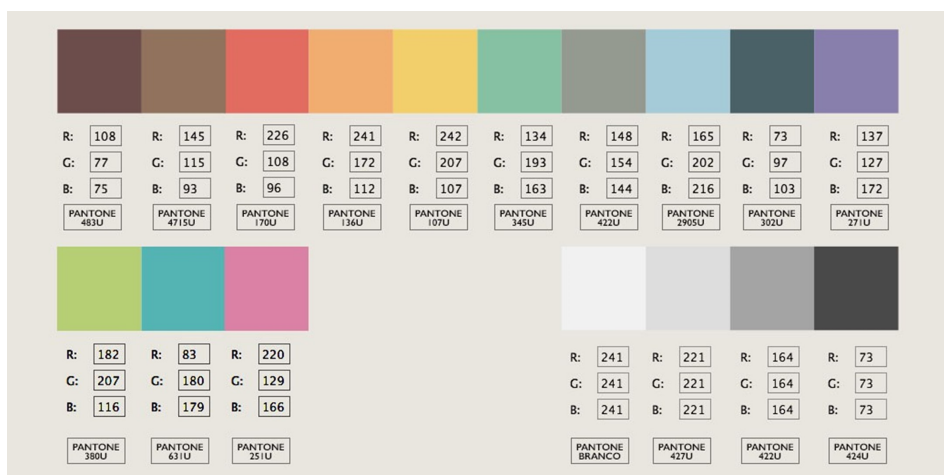 R: 108 R: 145 R: 226 R: 241 R: 242 R: 134 R: 148 R: 165 R: 73 R: 137
G: 77 G: 115 G: 108 G: 172 G: 207 G: 193 G: 154 G: 202 G: 97 G: 127
B: 75 B: 93 B: 96 B: 112 B: 107 B: 163 B: 144 B: 216 B: 103 B: 172
PANTONE PANTONE PANTONE PANTONE PANTONE PANTONE PANTONE PANTONE PANTONE PANTONE
483U 4715U 170U 136U 107U 345U 422U 2905U 302U 271U
R: 182 R: 83 R: 220 R: 241 R: 221 R: 164 R: 73
G: 207 G: 180 G: 129 G: 241 G: 221 G: 164 G: 73
B: 116 B: 179 B: 166 B: 241 B: 221 B: 164 B: 73
PANTONE PANTONE PANTONE PANTONE PANTONE PANTONE PANTONE
380U 631U 251U BRANCO 427U 422U 424U